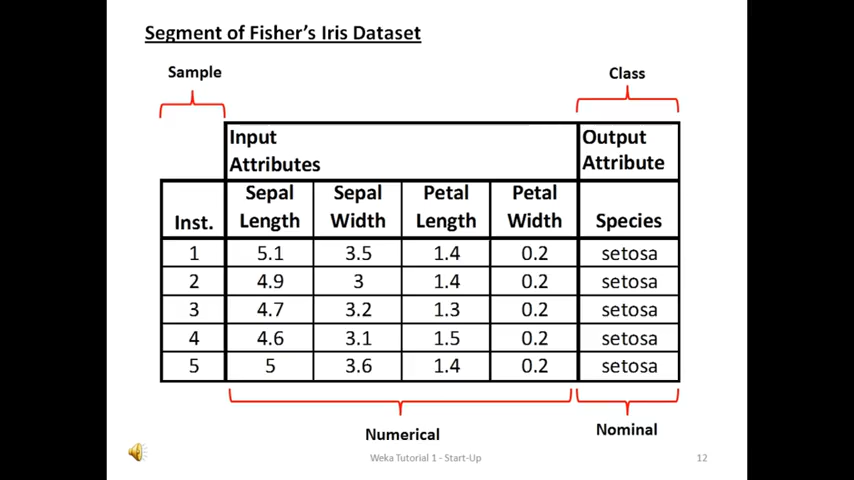 Segment of Fisher's Iris Dataset
Sample
Class
Input
Attributes
Output
Attribute
Inst.
Sepal
Length
Sepal
Width
Petal
Length
Petal
Width
Species
1 5.1 3.5 1.4 0.2 setosa
2 4.9 3 1.4 0.2 setosa
3 4.7 3.2 1.3 0.2 setosa
4 4.6 3.1 1.5 0.2 setosa
5 5 3.6 1.4 0.2 setosa
Numerical
Nominal
Weka Tutorial 1 - Start-Up
12